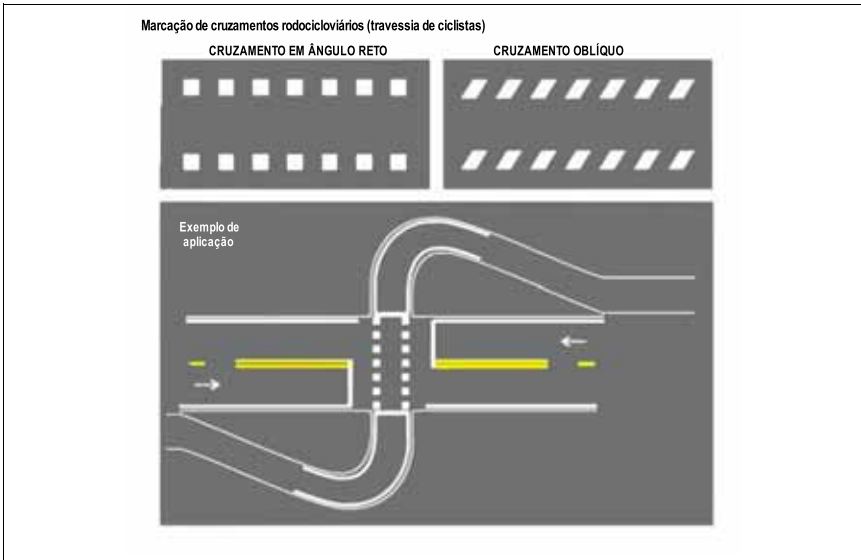 Marcação de cruzamentos rodocicloviários (travessia de ciclistas)
CRUZAMENTO EM ÂNGULO RETO
CRUZAMENTO OBLÍQUO
Exemplo de
aplicação